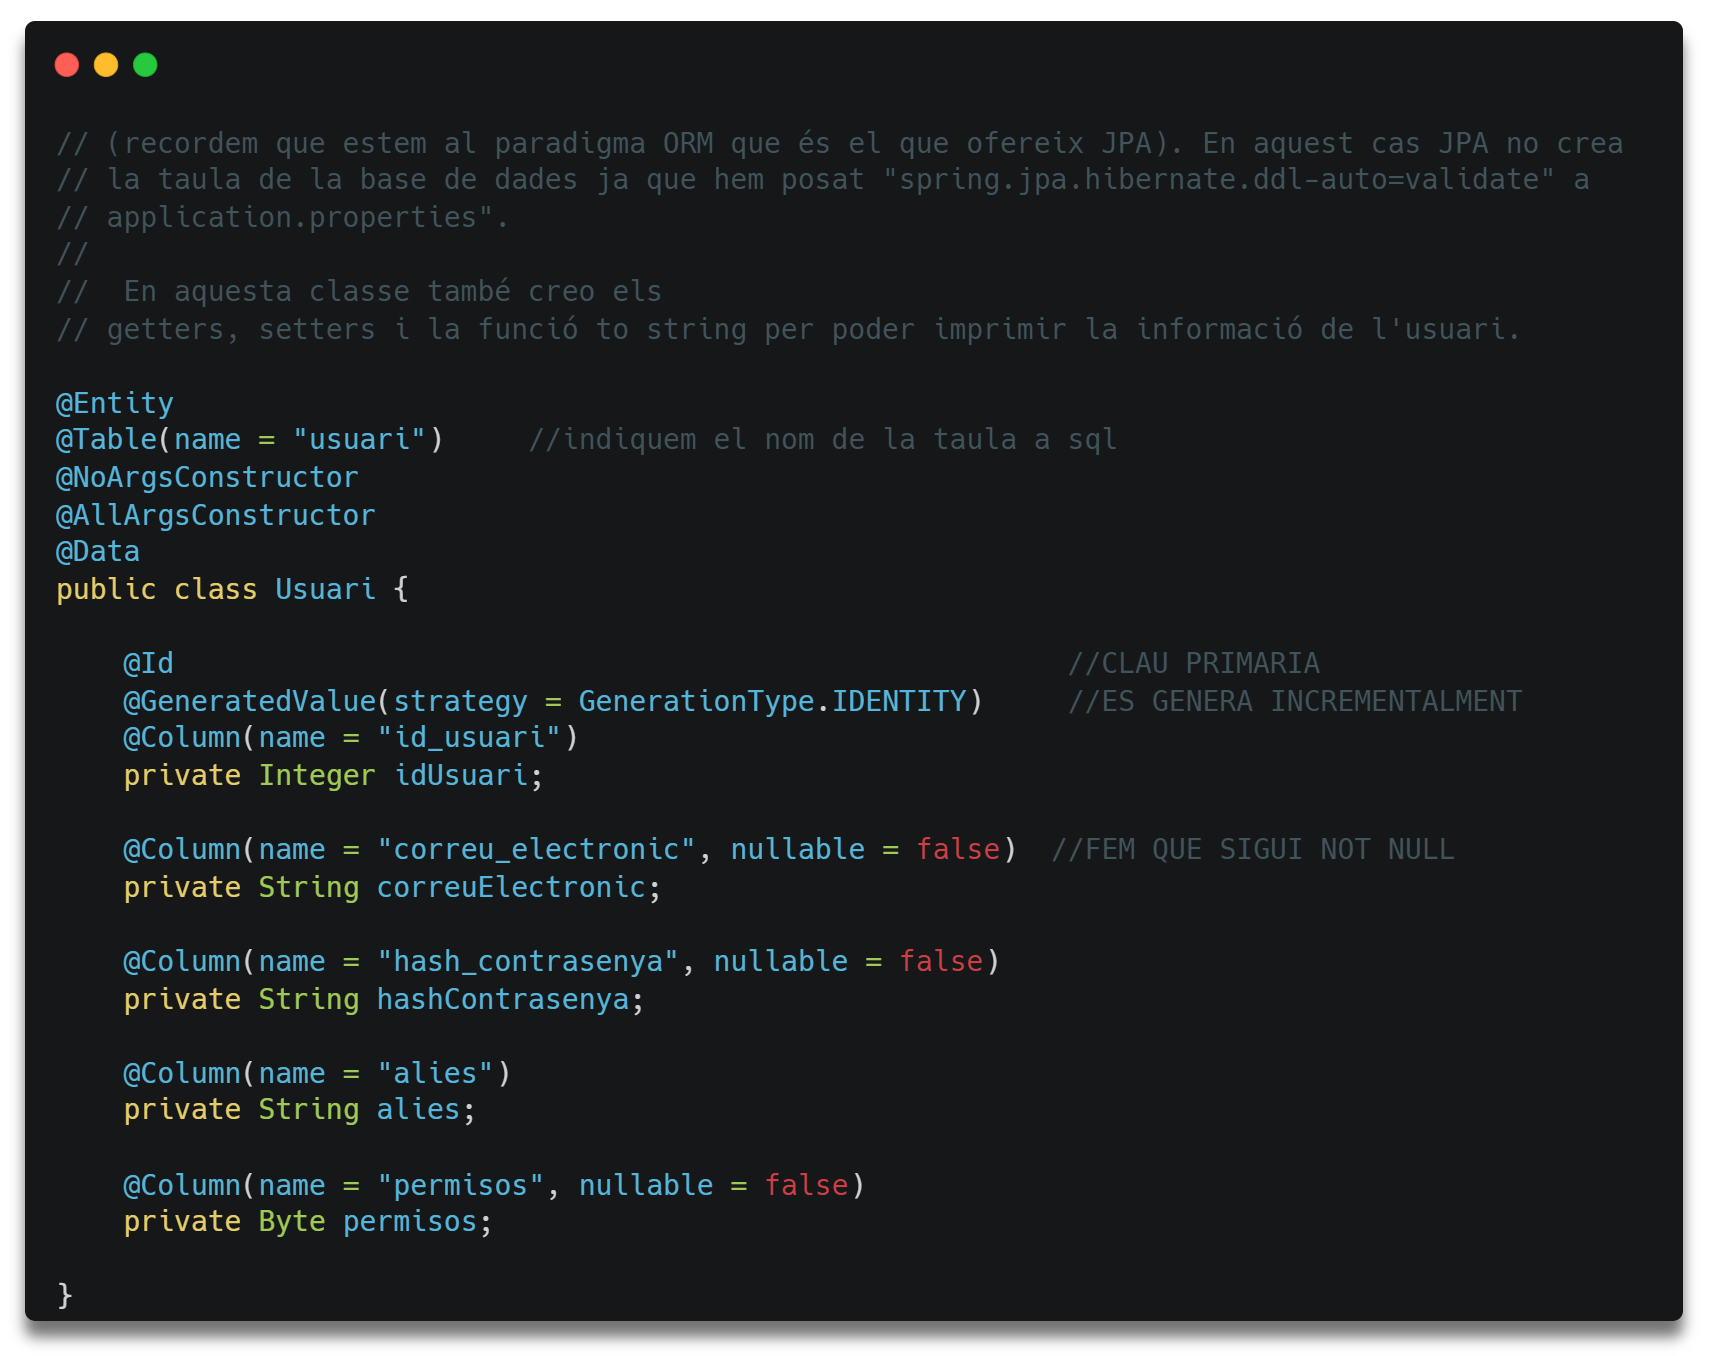 // (recordem que estem al paradigma ORM que és el que ofereix JPA). En aquest cas JPA no crea
// la taula de la base de dades ja que hem posat "spring.jpa.hibernate.ddl-auto=validate" a
// application.properties".
//
//  En aquesta classe també creo els
// getters, setters i la funció to string per poder imprimir la informació de l'usuari.

@Entity
@Table(name = "usuari")     //indiquem el nom de la taula a sql
@NoArgsConstructor
@AllArgsConstructor
@Data
public class Usuari {

    @Id                                                     //CLAU PRIMARIA
    @GeneratedValue(strategy = GenerationType.IDENTITY)     //ES GENERA INCREMENTALMENT
    @Column(name = "id_usuari")
    private Integer idUsuari;

    @Column(name = "correu_electronic", nullable = false)  //FEM QUE SIGUI NOT NULL
    private String correuElectronic;

    @Column(name = "hash_contrasenya", nullable = false)
    private String hashContrasenya;

    @Column(name = "alies")
    private String alies;

    @Column(name = "permisos", nullable = false)
    private Byte permisos;

}